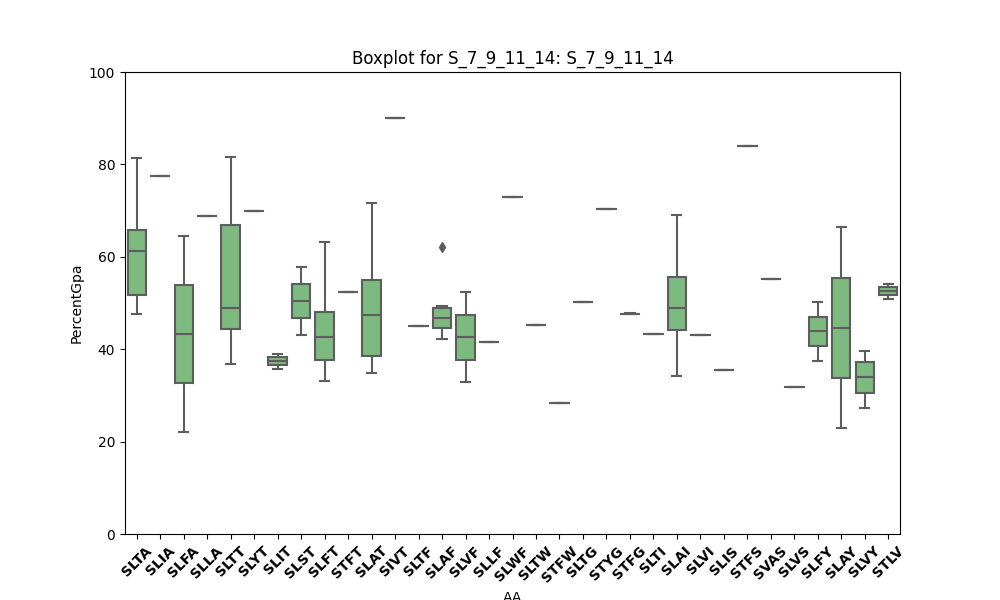 Boxplot for S_7_9_11_14: S_7_9_11_14
PercentGpa
100
80
60
40
20
0
SLTA SLIA SLFA SLLA SLTT SLYT SLIT SLST SLFT STFT SLAT SIVT SLTF SLAF SLVF SLLF SLWF SLTW STFW SLTG STYG STFG SLTI SLAI SLVI SLIS STFS SVAS SLVS SLFY SLAY SLVY STLV
AA